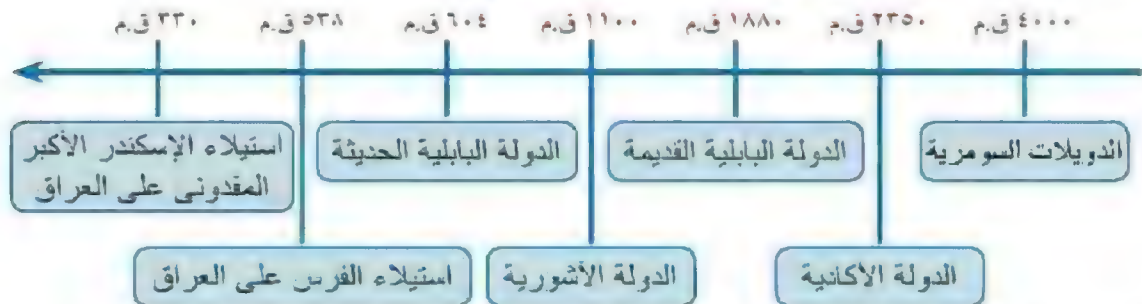 ٤٠٠٠ ق.م
٢٣٥٠ ق.م
١٨٨٠ ق.م
١١٠٠ ق.م
٦٠٤ ق.م
٥٣٨ ق.م
٣٣٠ ق.م
الدويلات السومرية
الدولة البابلية القديمة
الدولة البابلية الحديثة
استيلاء الإسكندر الأكبر
المقدونى على العراق
الدولة الأكادية
الدولة الأشورية
استيلاء الفرس على العراق